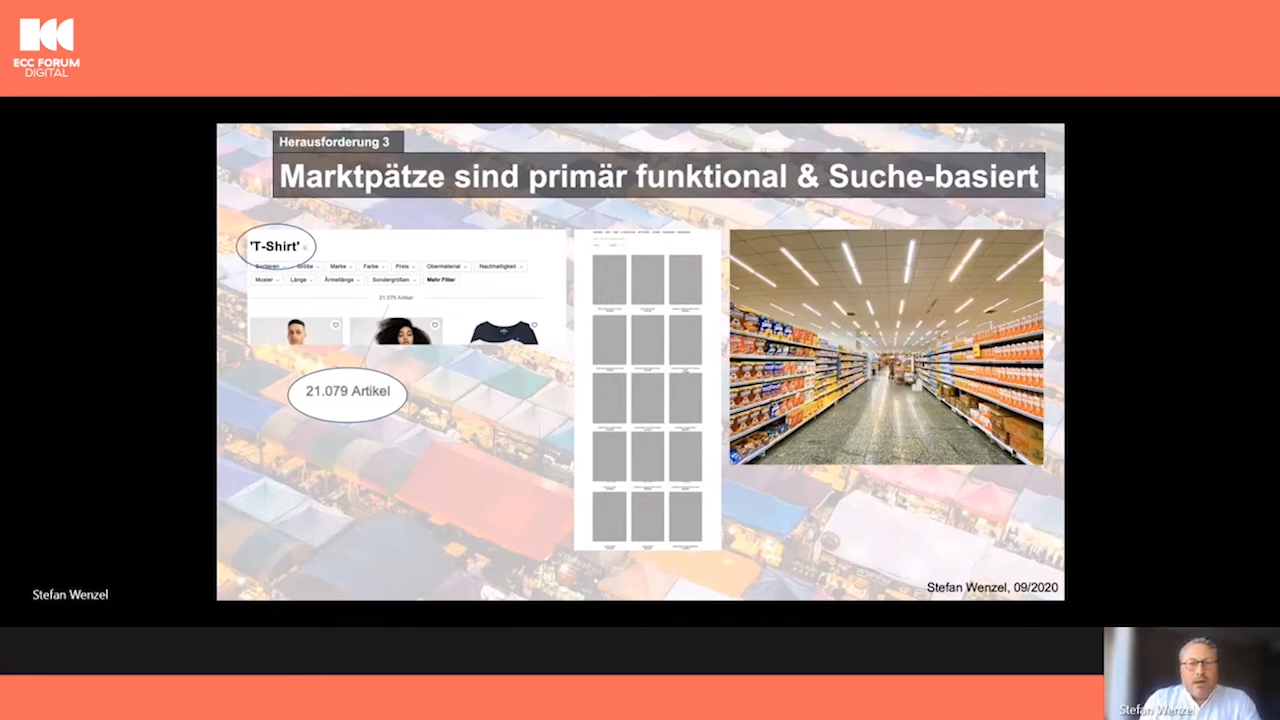 ECC FORUM
DIGITAL
Herausforderung 3
Marktpätze sind primär funktional & Suche-basiert
'T-Shirt'
Sortieren Größe Marke Farbe Preis Obermaterial Nachhaltigkeit
Muster Länge Ärmellänge Sondergrößen Mehr Filter
21.079 Artikel
21.079 Artikel
Stefan Wenzel, 09/2020
Stefan Wenzel
Stefan Wenzel